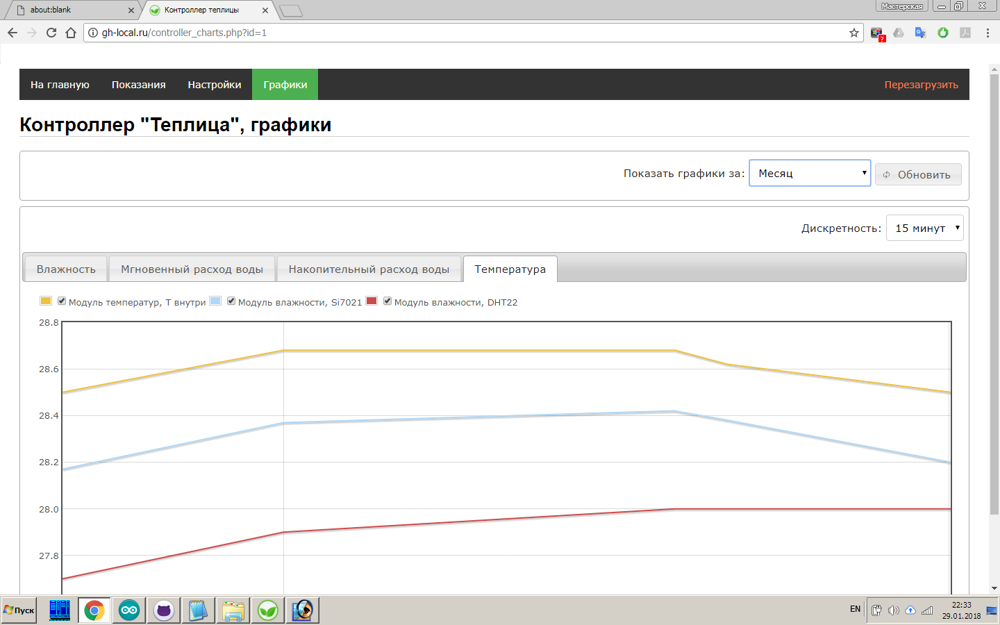 about:blank
Контроллер теплицы
Мастерская
gh-local.ru/controller_charts.php?id=1
На главную Показания Настройки Графики Перезагрузить
Контроллер "Теплица", графики
Показать графики за: Месяц Обновить
Дискретность: 15 минут
Влажность Мгновенный расход воды Накопительный расход воды Температура
Модуль температур, T внутри Модуль влажности, Si7021 Модуль влажности, DHT22
28.8
28.6
28.4
28.2
28.0
27.8
Пуск
EN
22:33
29.01.2018